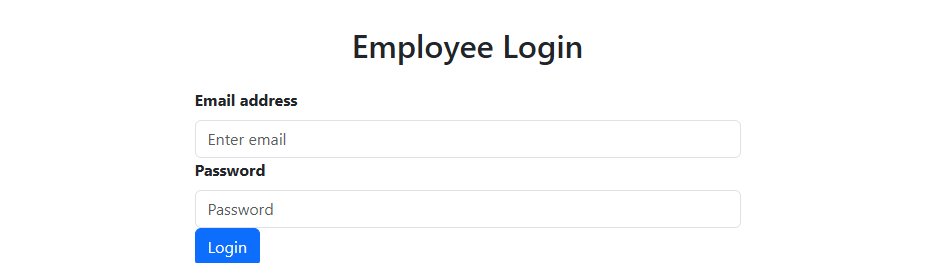 Employee Login
Email address
Enter email
Password
Password
Login